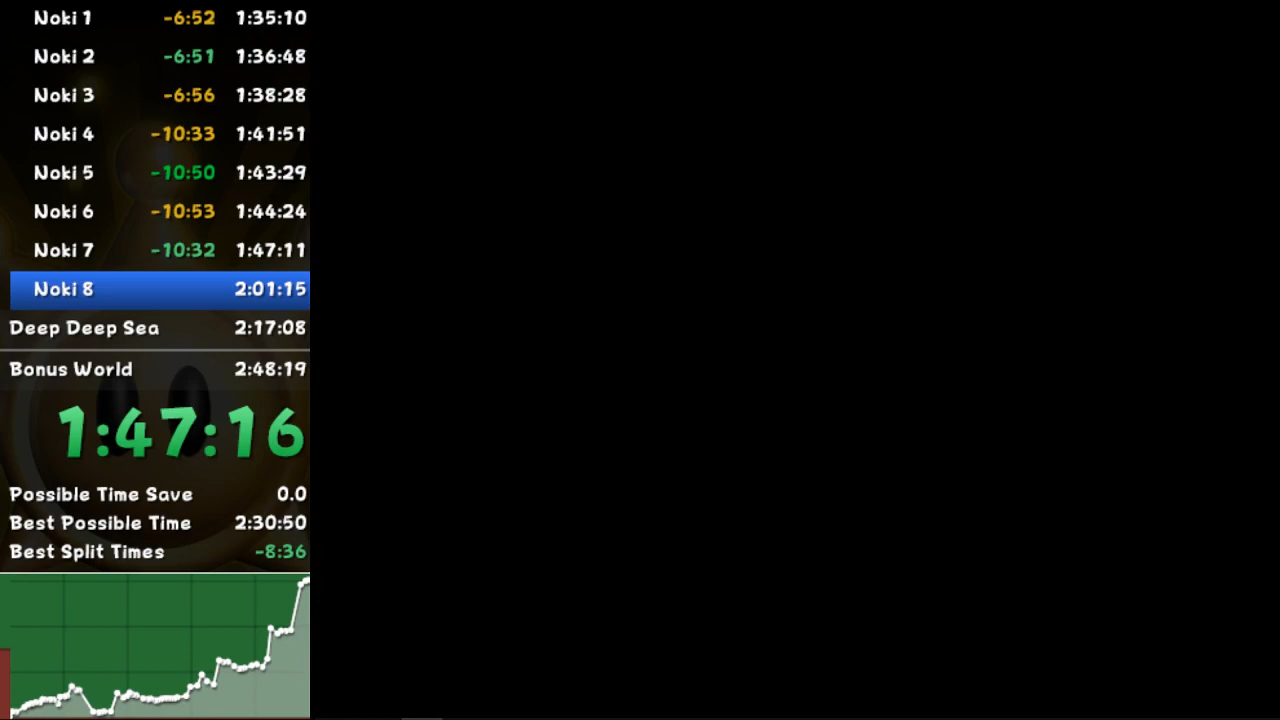 Noki 1 -6:52 1:35:10
Noki 2 -6:51 1:36:48
Noki 3 -6:56 1:38:28
Noki 4 -10:33 1:41:51
Noki 5 -10:50 1:43:29
Noki 6 -10:53 1:44:24
Noki 7 -10:32 1:47:11
Noki 8 2:01:15
Deep Deep Sea 2:17:08
Bonus World 2:48:19
1:47:16
Possible Time Save 0.0
Best Possible Time 2:30:50
Best Split Times -8:36